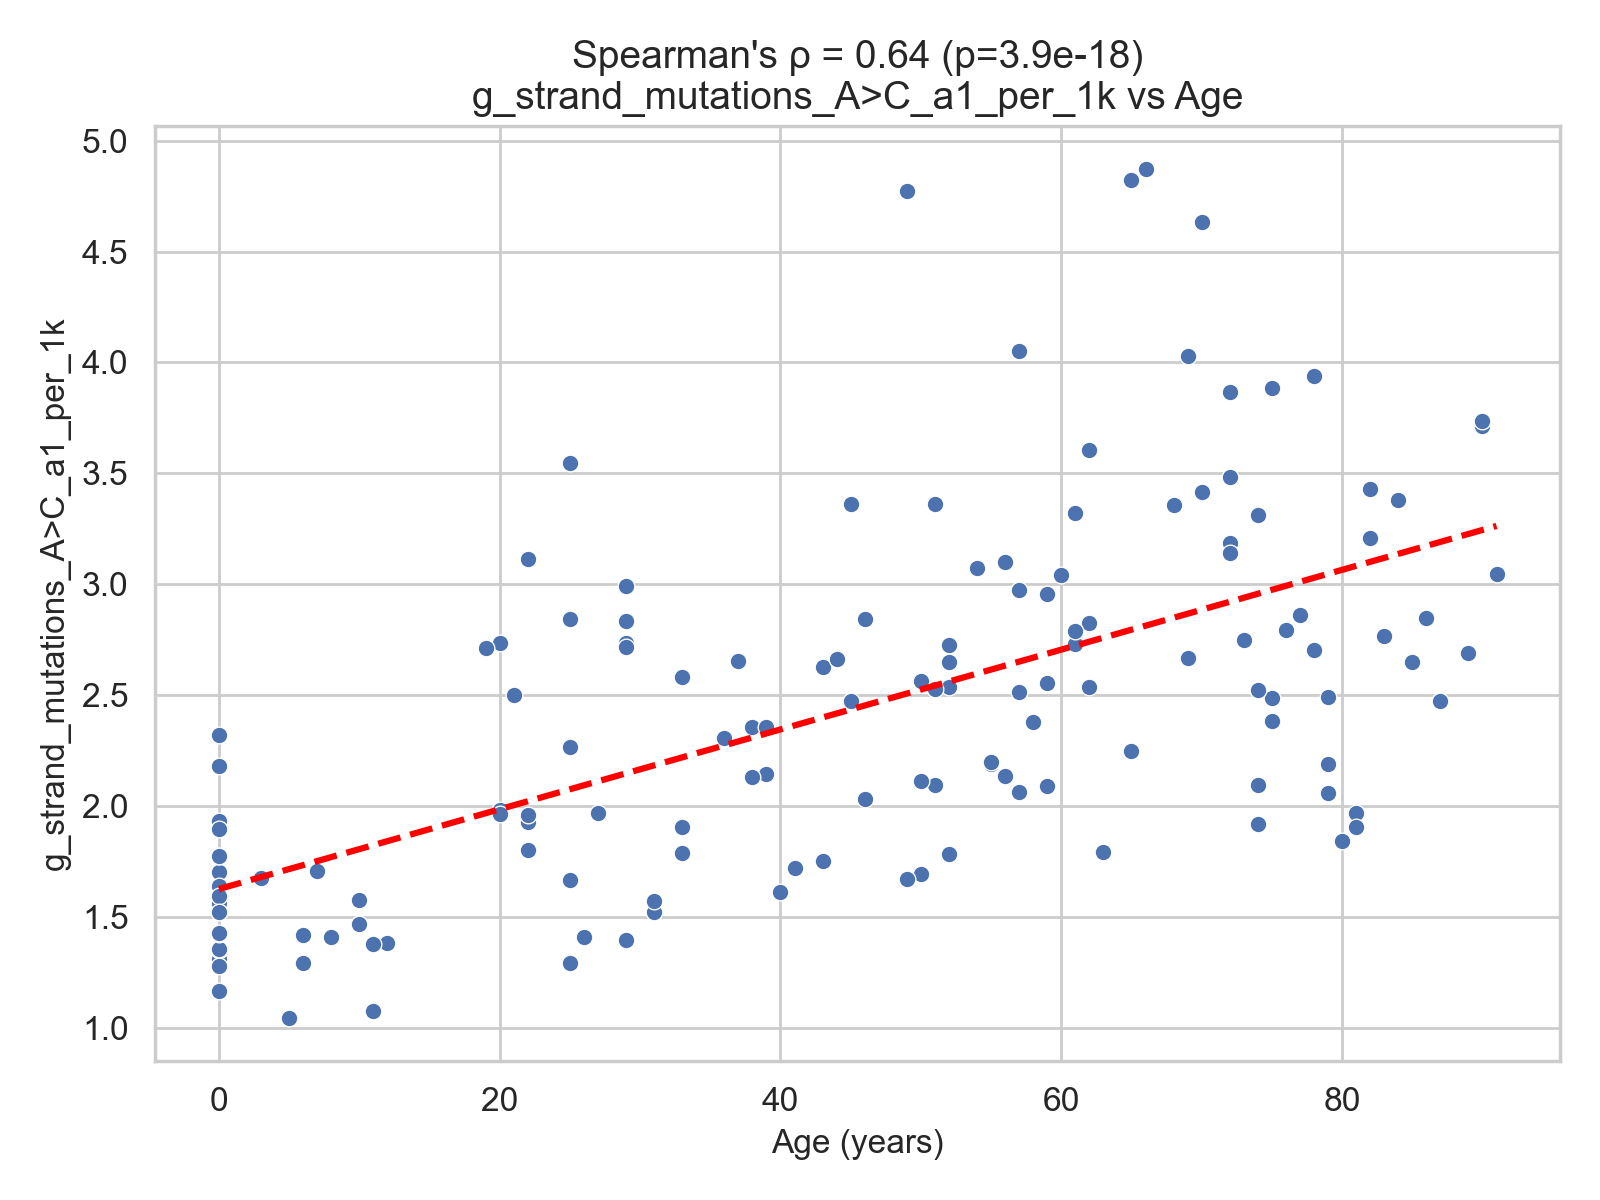 Spearman's ρ = 0.64 (p=3.9e-18)
g_strand_mutations_A>C_a1_per_1k vs Age
g_strand_mutations_A>C_a1_per_1k
5.0
4.5
4.0
3.5
3.0
2.5
2.0
1.5
1.0
0 20 40 60 80
Age (years)